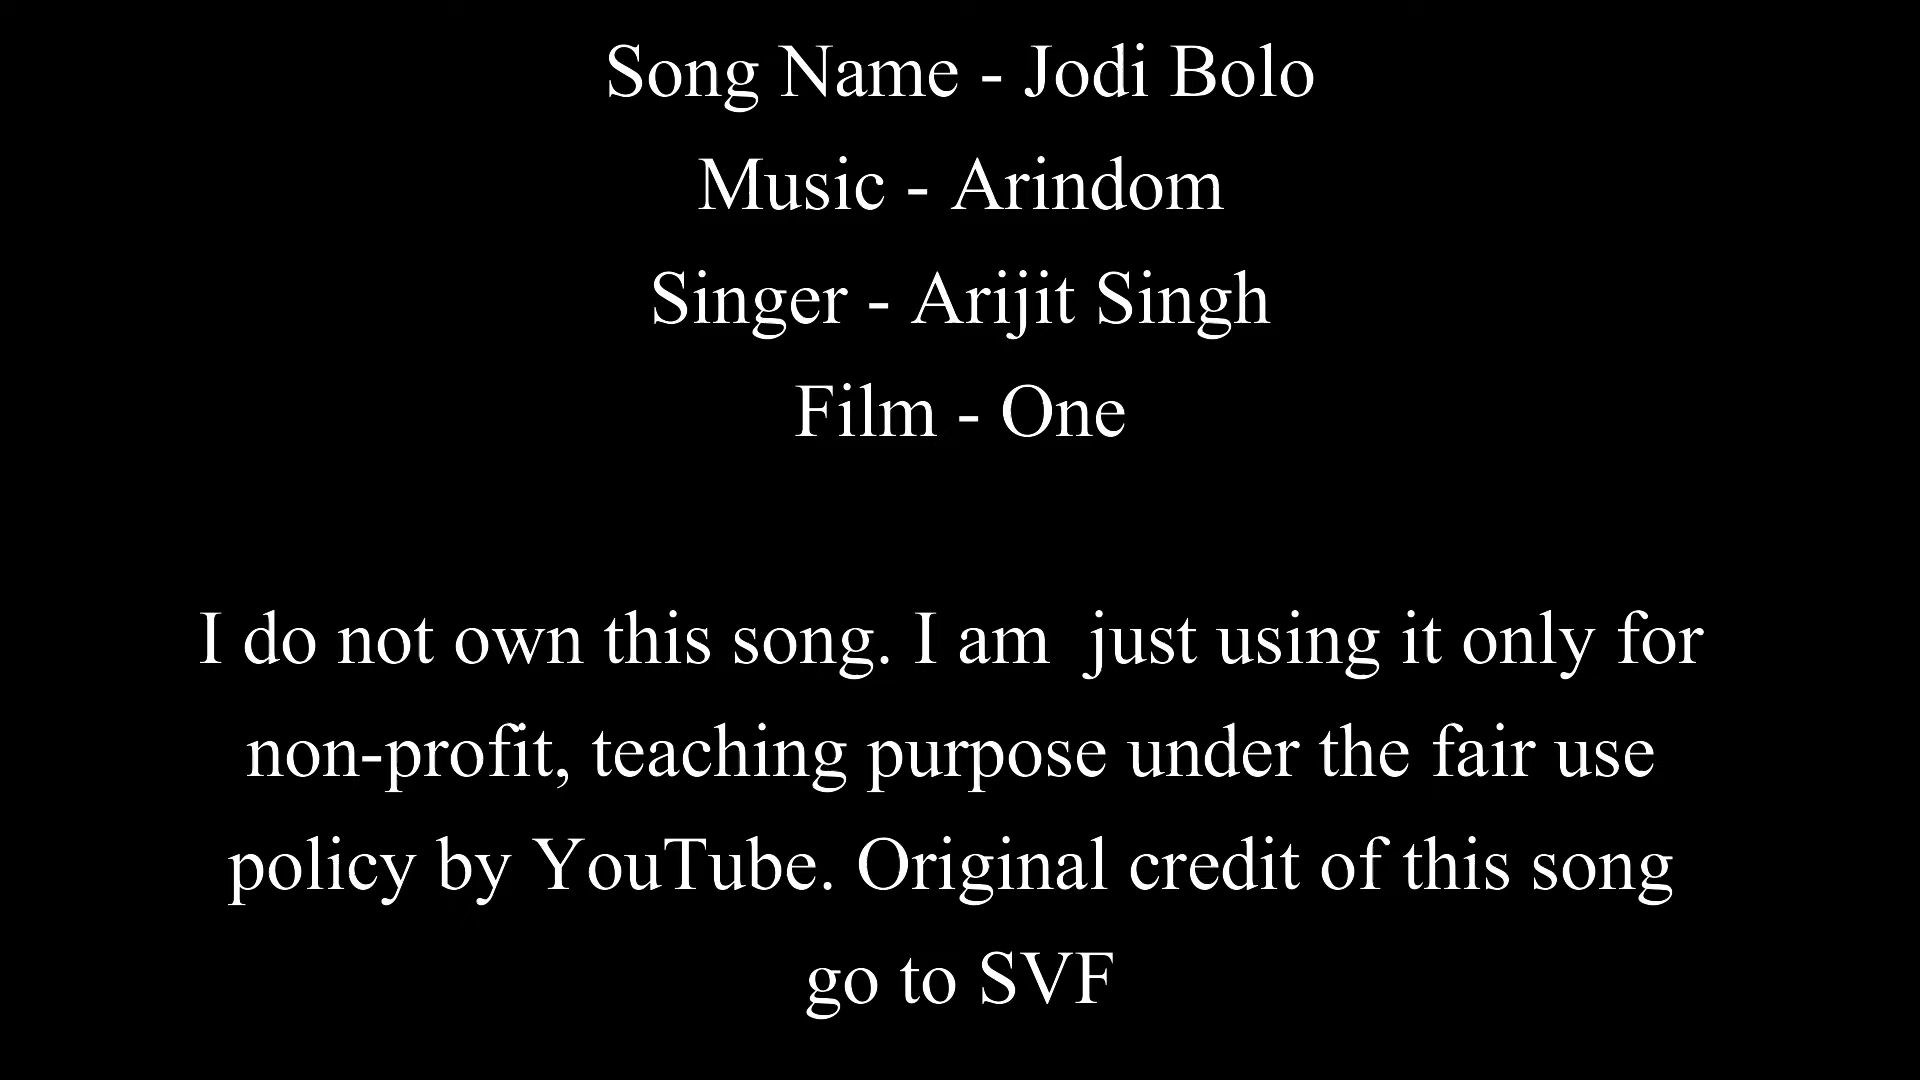 Song Name - Jodi Bolo
Music - Arindom
Singer - Arijit Singh
Film - One
I do not own this song. I am  just using it only for
non-profit, teaching purpose under the fair use
policy by YouTube. Original credit of this song
go to SVF